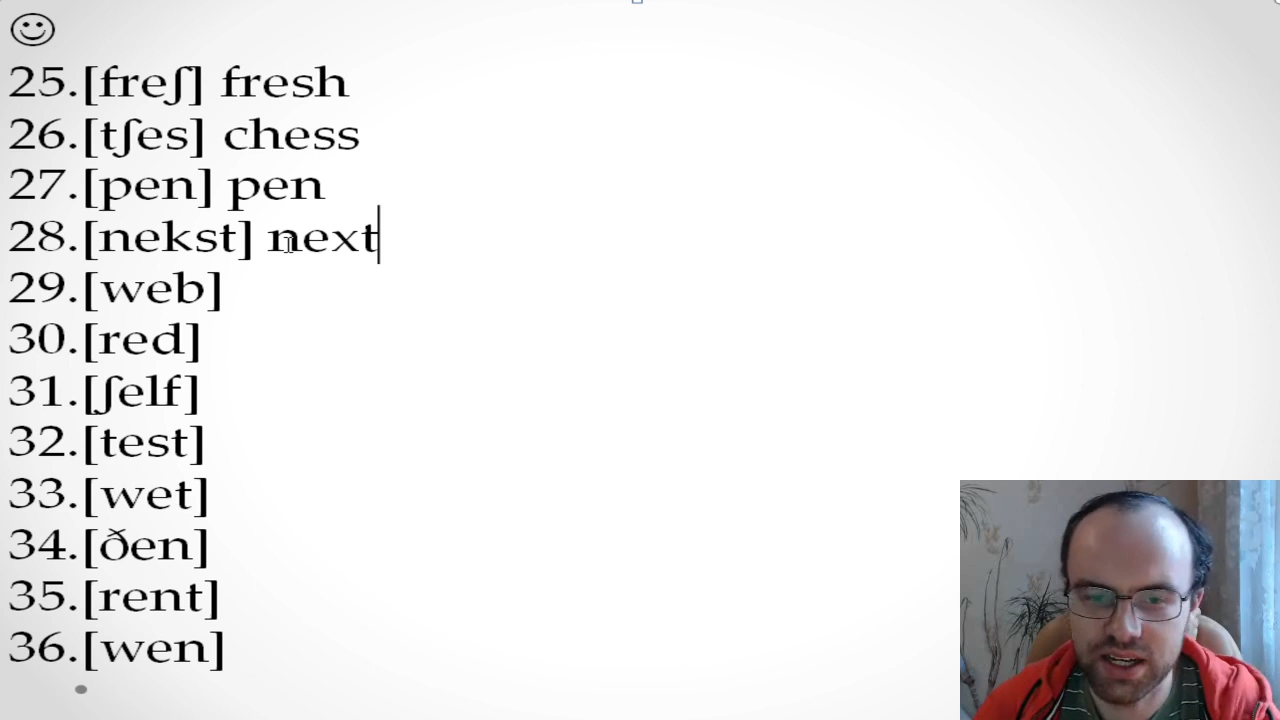 ☺
25.[freʃ] fresh
26.[tʃes] chess
27.[pen] pen
28.[nekst] next
29.[web]
30.[red]
31.[ʃelf]
32.[test]
33.[wet]
34.[ðen]
35.[rent]
36.[wen]